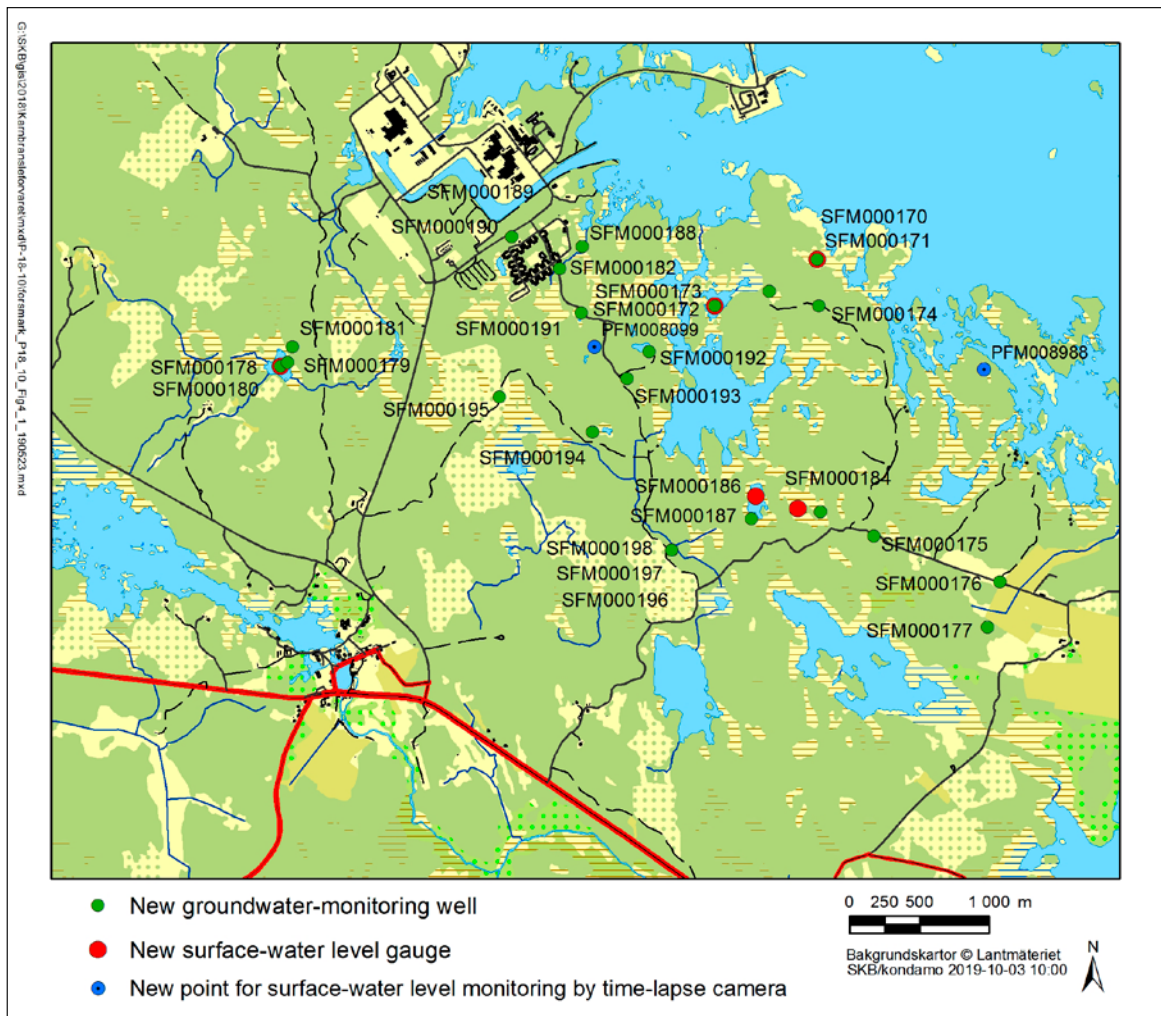 G:\SKB\gis\2018\Karnbransleforvaret\mxd\P-18-10\forsmark_P18_10_Fig4_1_190523.mxd
SFM000189
SFM000190
SFM000188
SFM000182
SFM000170
SFM000171
SFM000173
SFM000172
SFM000174
SFM000191
PFM008099
SFM000192
PFM008988
SFM000181
SFM000178
SFM000179
SFM000180
SFM000193
SFM000195
SFM000194
SFM000186
SFM000184
SFM000187
SFM000175
SFM000198
SFM000197
SFM000196
SFM000176
SFM000177
New groundwater-monitoring well
New surface-water level gauge
New point for surface-water level monitoring by time-lapse camera
0 250 500 1 000 m
Bakgrundskartor © Lantmäteriet
SKB/kondamo 2019-10-03 10:00
N